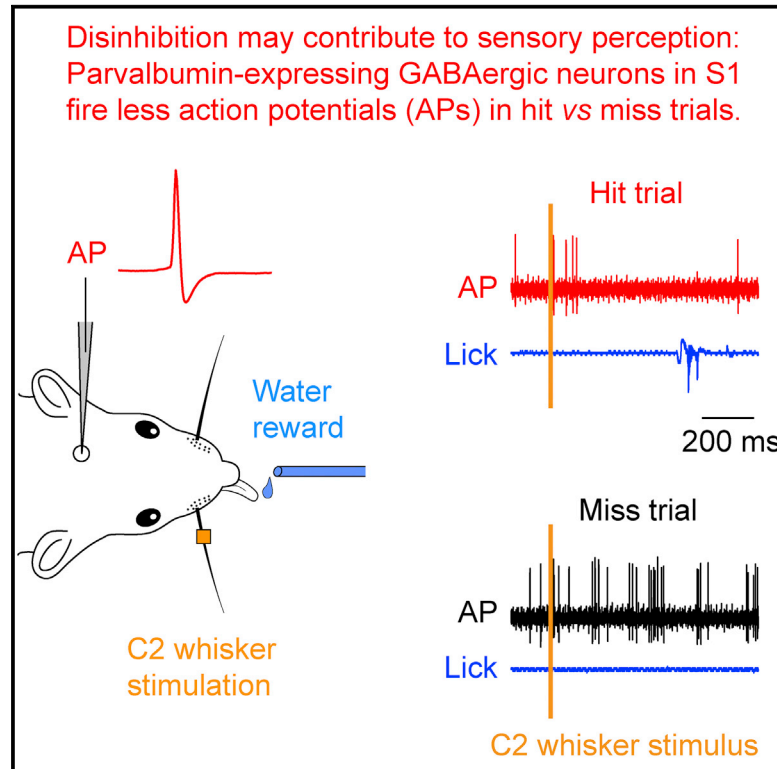 Disinhibition may contribute to sensory perception:
Parvalbumin-expressing GABAergic neurons in S1
fire less action potentials (APs) in hit vs miss trials.
AP
Water
reward
C2 whisker
stimulation
Hit trial
AP
Lick
200 ms
Miss trial
AP
Lick
C2 whisker stimulus